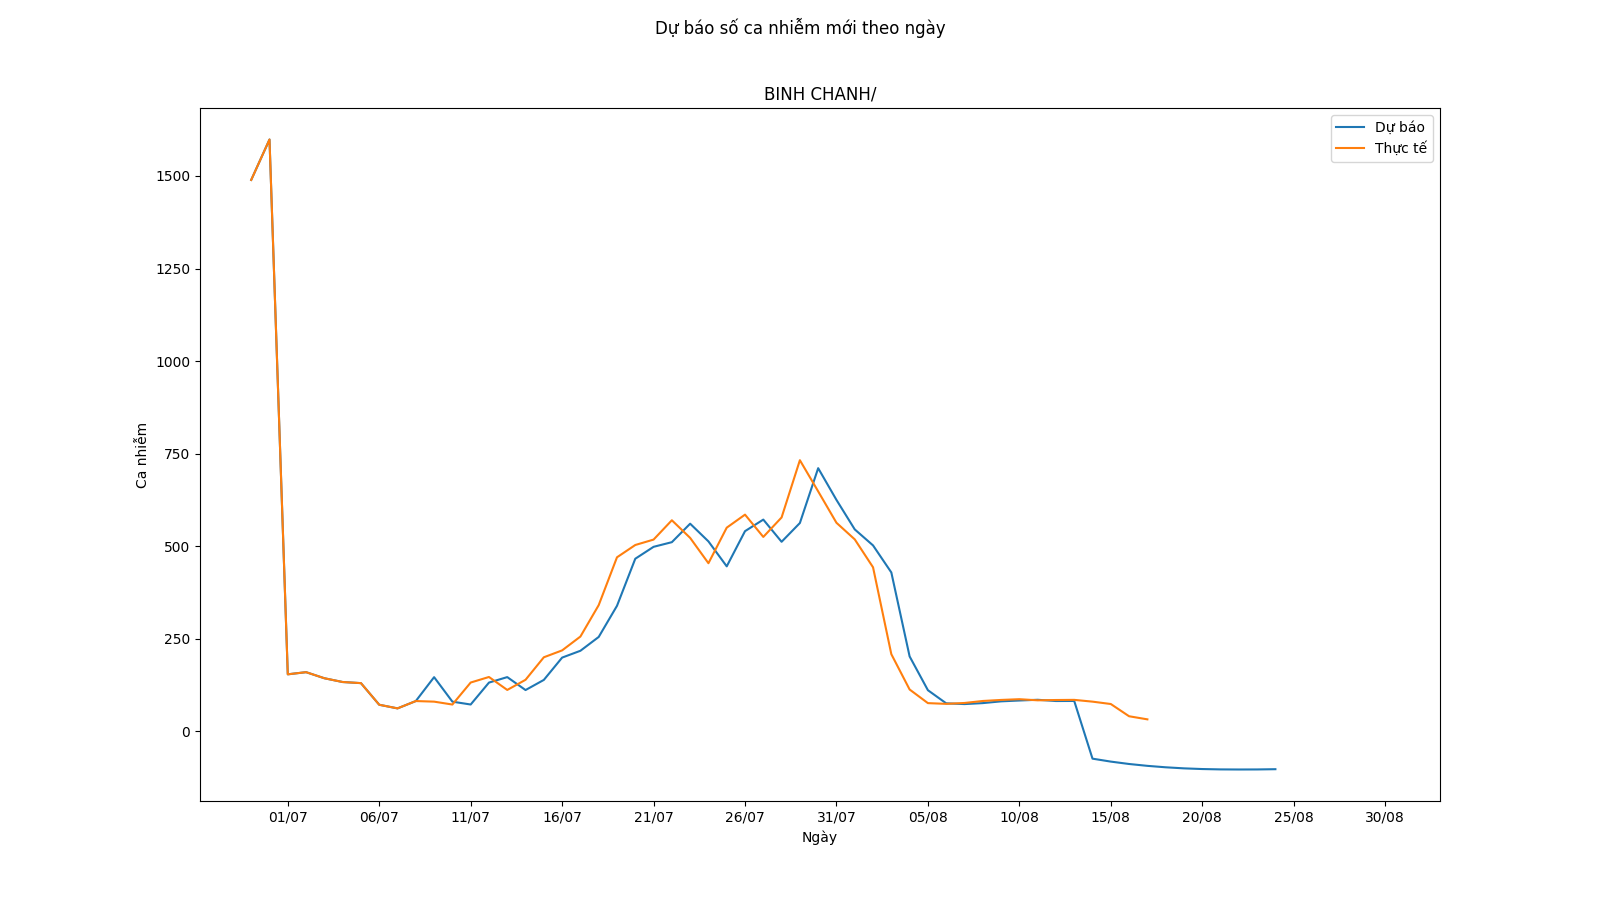 Dự báo số ca nhiễm mới theo ngày
BINH CHANH/
Dự báo
Thực tế
1500
1250
1000
750
500
250
0
Ca nhiễm
01/07 06/07 11/07 16/07 21/07 26/07 31/07 05/08 10/08 15/08 20/08 25/08 30/08
Ngày